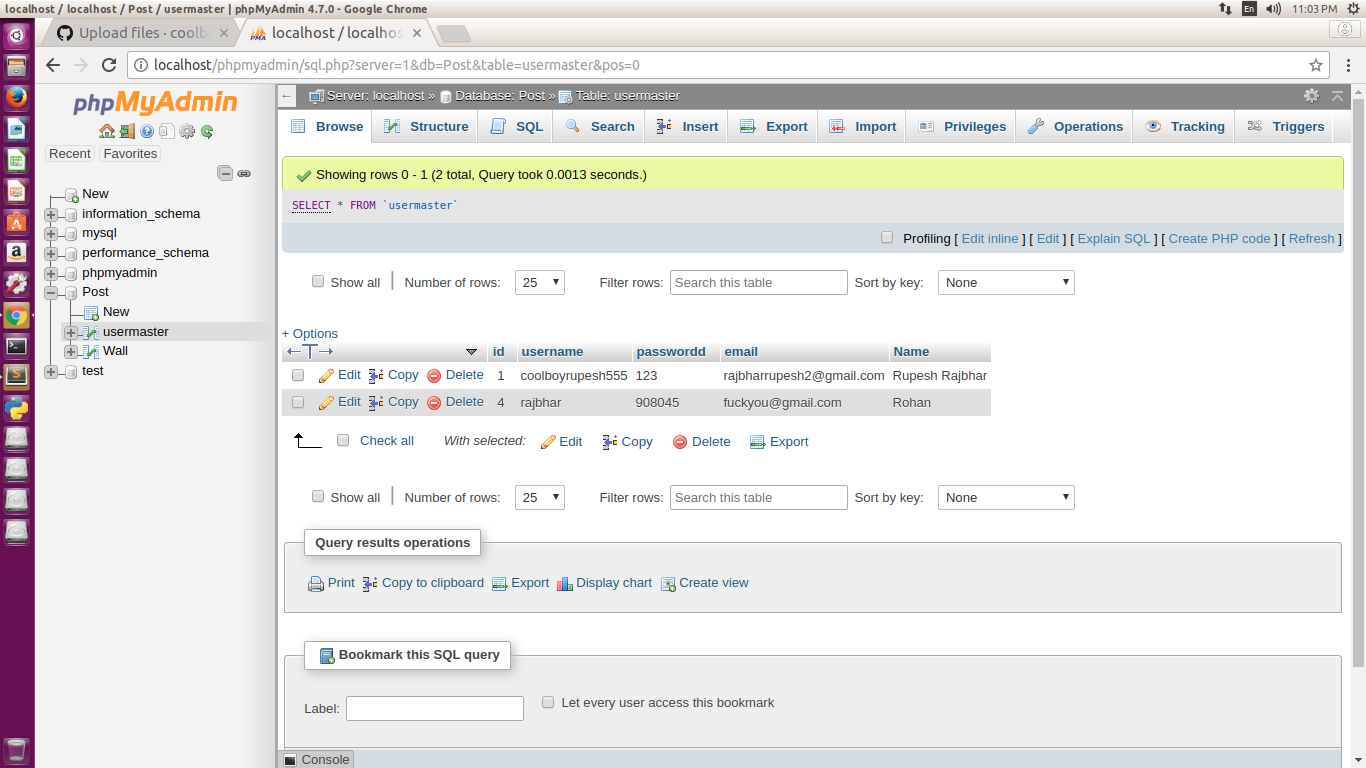 localhost / localhost / Post / usermaster | phpMyAdmin 4.7.0 - Google Chrome
En
11:03 PM
Upload files · coolb
localhost / localhos
localhost/phpmyadmin/sql.php?server=1&db=Post&table=usermaster&pos=0
phpMyAdmin
Recent Favorites
New
information_schema
mysql
performance_schema
phpmyadmin
Post
New
usermaster
Wall
test
Server: localhost » Database: Post » Table: usermaster
Browse Structure SQL Search Insert Export Import Privileges Operations Tracking Triggers
Showing rows 0 - 1 (2 total, Query took 0.0013 seconds.)
SELECT * FROM `usermaster`
Profiling [ Edit inline ] [ Edit ] [ Explain SQL ] [ Create PHP code ] [ Refresh ]
Show all Number of rows: 25 Filter rows: Search this table Sort by key: None
+ Options
id username passwordd email Name
Edit Copy Delete 1 coolboyrupesh555 123 rajbharrupesh2@gmail.com Rupesh Rajbhar
Edit Copy Delete 4 rajbhar 908045 fuckyou@gmail.com Rohan
Check all With selected: Edit Copy Delete Export
Show all Number of rows: 25 Filter rows: Search this table Sort by key: None
Query results operations
Print Copy to clipboard Export Display chart Create view
Bookmark this SQL query
Label: Let every user access this bookmark
Console